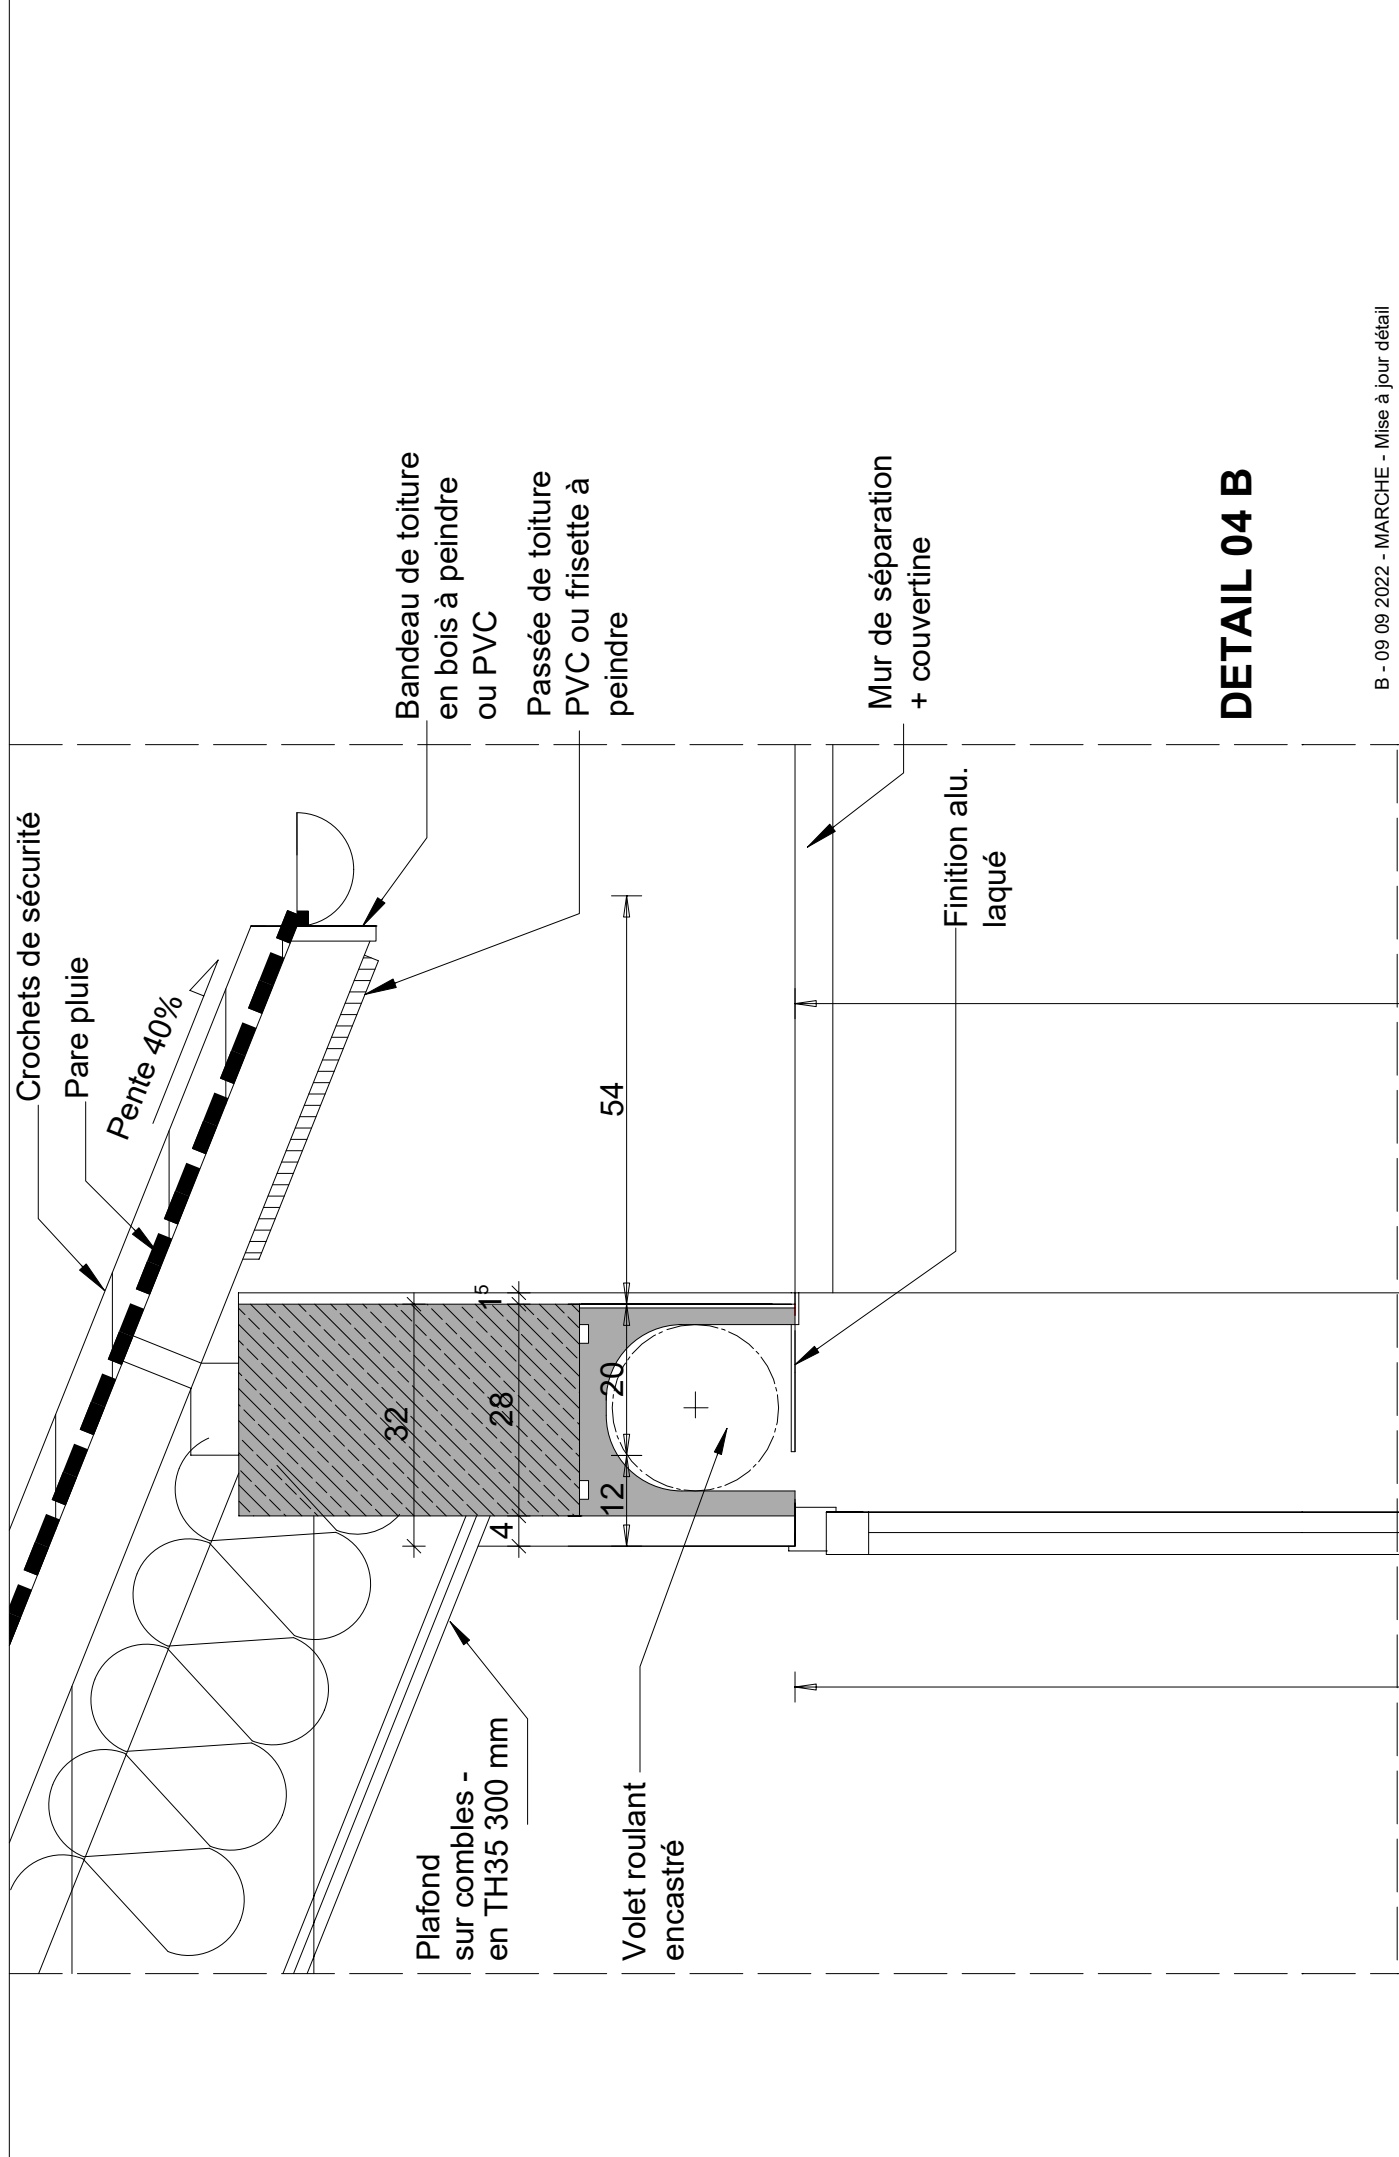 Crochets de sécurité
Pare pluie
Pente 40%
Bandeau de toiture
en bois à peindre
ou PVC
Passée de toiture
PVC ou frisette à
peindre
32
4
28
1⁵
12
20
54
Plafond
sur combles -
en TH35 300 mm
Volet roulant
encastré
Mur de séparation
+ couvertine
Finition alu.
laqué
DETAIL 04 B
B - 09 09 2022 - MARCHE - Mise à jour détail